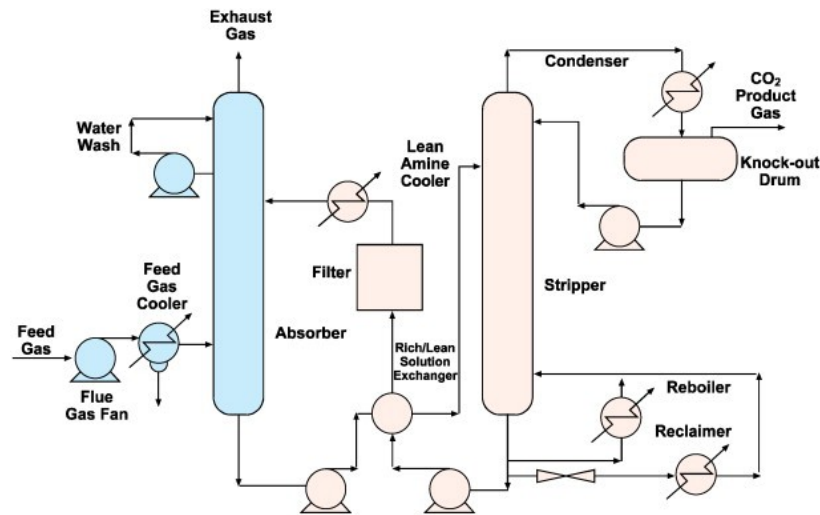 Exhaust
Gas
Condenser
CO₂
Product
Gas
Water
Wash
Lean
Amine
Cooler
Knock-out
Drum
Feed
Gas
Cooler
Filter
Stripper
Feed
Gas
Absorber
Rich/Lean
Solution
Exchanger
Flue
Gas Fan
Reboiler
Reclaimer